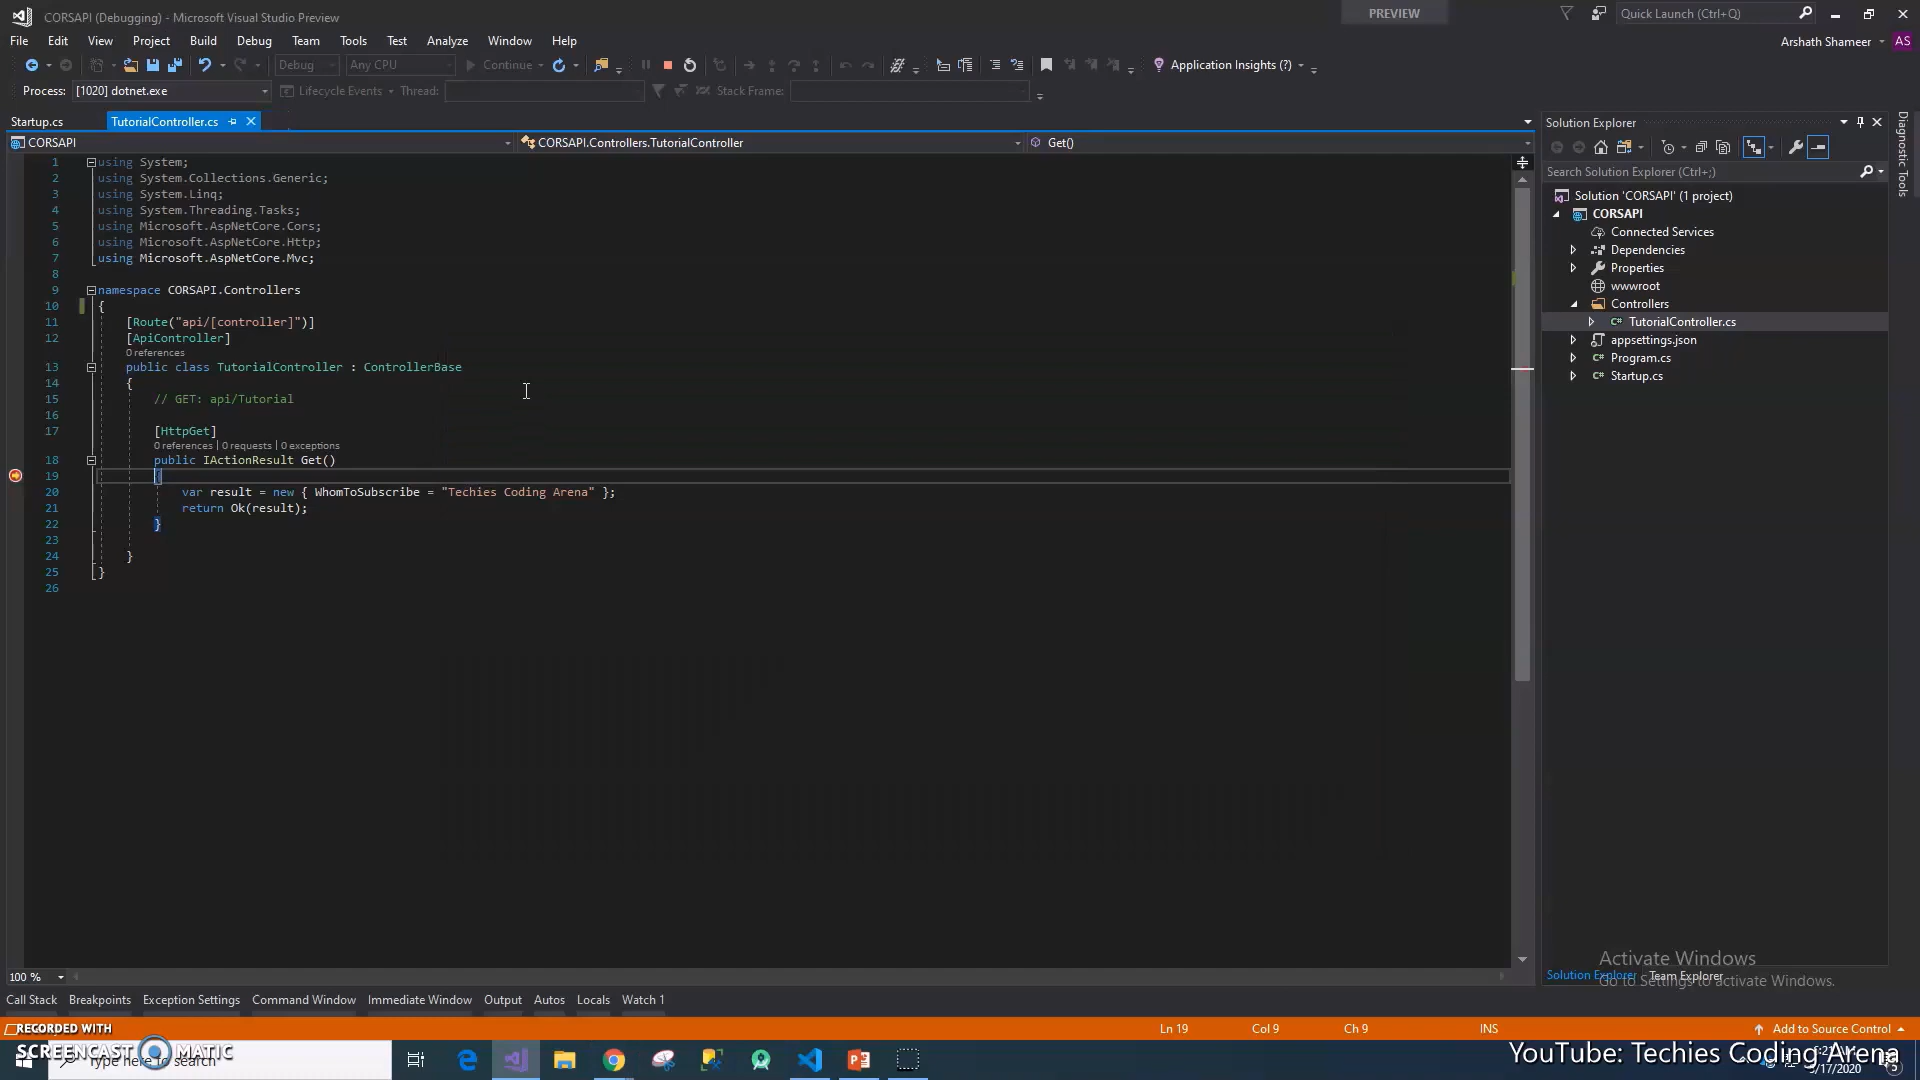 CORSAPI (Debugging) - Microsoft Visual Studio Preview
PREVIEW
Quick Launch (Ctrl+Q)
File Edit View Project Build Debug Team Tools Test Analyze Window Help
Arshath Shameer AS
Debug Any CPU Continue Application Insights (?)
Process: [1020] dotnet.exe Lifecycle Events Thread: Stack Frame:
Startup.cs TutorialController.cs
CORSAPI CORSAPI.Controllers.TutorialController Get()
1 using System;
2 using System.Collections.Generic;
3 using System.Linq;
4 using System.Threading.Tasks;
5 using Microsoft.AspNetCore.Cors;
6 using Microsoft.AspNetCore.Http;
7 using Microsoft.AspNetCore.Mvc;
8
9 namespace CORSAPI.Controllers
10 {
11 [Route("api/[controller]")]
12 [ApiController]
0 references
13 public class TutorialController : ControllerBase
14 {
15 // GET: api/Tutorial
16
17 [HttpGet]
0 references | 0 requests | 0 exceptions
18 public IActionResult Get()
19 {
20 var result = new { WhomToSubscribe = "Techies Coding Arena" };
21 return Ok(result);
22 }
23
24 }
25 }
26
Solution Explorer
Search Solution Explorer (Ctrl+;)
Solution 'CORSAPI' (1 project)
CORSAPI
Connected Services
Dependencies
Properties
wwwroot
Controllers
C# TutorialController.cs
appsettings.json
C# Program.cs
C# Startup.cs
Diagnostic Tools
Activate Windows
Go to Settings to activate Windows.
Solution Explorer Team Explorer
100 %
Call Stack Breakpoints Exception Settings Command Window Immediate Window Output Autos Locals Watch 1
RECORDED WITH
Ln 19 Col 9 Ch 9 INS Add to Source Control
SCREENCAST MATIC
Type here to search
YouTube: Techies Coding Arena